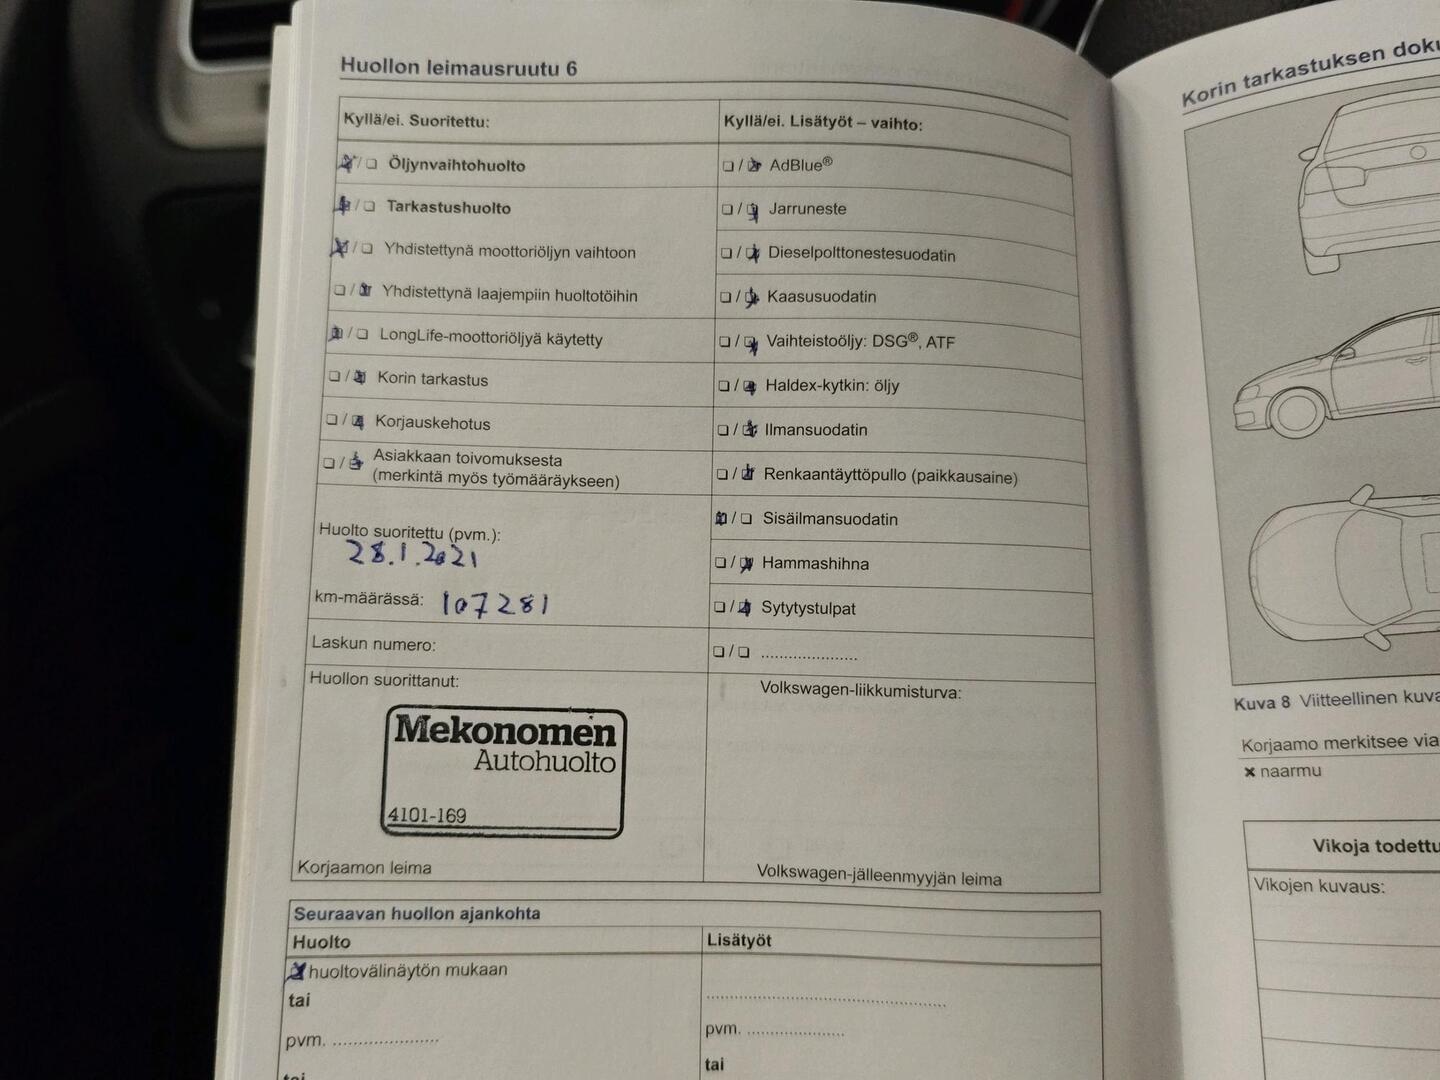 Huollon leimausruutu 6
Kyllä/ei. Suoritettu:
Öljynvaihtohuolto
Tarkastushuolto
Yhdistettynä moottoriöljyn vaihtoon
Yhdistettynä laajempiin huoltotöihin
LongLife-moottoriöljyä käytetty
Korin tarkastus
Korjauskehotus
Asiakkaan toivomuksesta
(merkintä myös työmääräykseen)
Huolto suoritettu (pvm.):
28.1.2021
km-määrässä: 107281
Laskun numero:
Huollon suorittanut:
Mekonomen
Autohuolto
4101-169
Korjaamon leima
Kyllä/ei. Lisätyöt – vaihto:
AdBlue®
Jarruneste
Dieselpolttonestesuodatin
Kaasusuodatin
Vaihteistoöljy: DSG®, ATF
Haldex-kytkin: öljy
Ilmansuodatin
Renkaantäyttöpullo (paikkausaine)
Sisäilmansuodatin
Hammashihna
Sytytystulpat
Volkswagen-liikkumisturva:
Volkswagen-jälleenmyyjän leima
Seuraavan huollon ajankohta
Huolto
huoltovälinäytön mukaan
tai
pvm.
tai
Lisätyöt
pvm.
tai
Korin tarkastuksen
Kuva 8 Viitteellinen
Korjaamo merkitsee
× naarmu
Vikoja
Vikojen kuvaus: